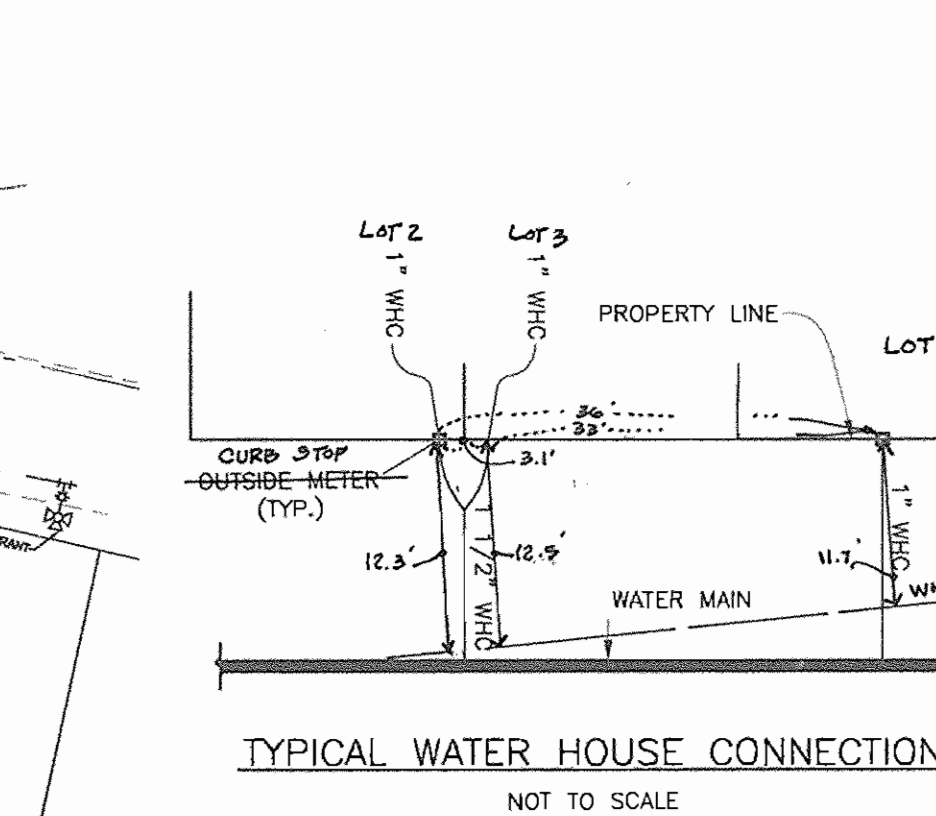 LOT 2
LOT 3
1" WHC
1" WHC
PROPERTY LINE
LOT
36'
33'
CURB STOP
OUTSIDE METER
(TYP.)
3.1'
1" WHC
12.3'
12.5'
1 1/2" WHC
11.7'
WH
RANT
WATER MAIN
TYPICAL WATER HOUSE CONNECTION
NOT TO SCALE